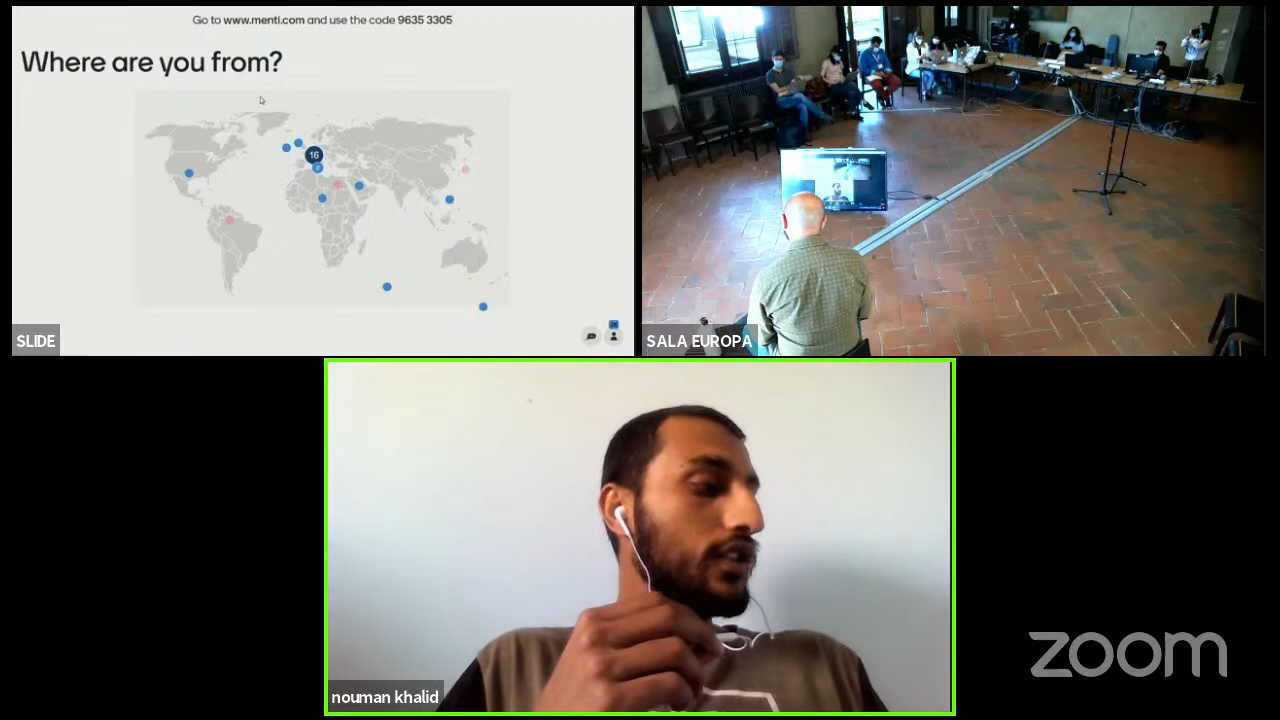 Go to www.menti.com and use the code 9635 3305
Where are you from?
16
SLIDE
SALA EUROPA
nouman khalid
zoom